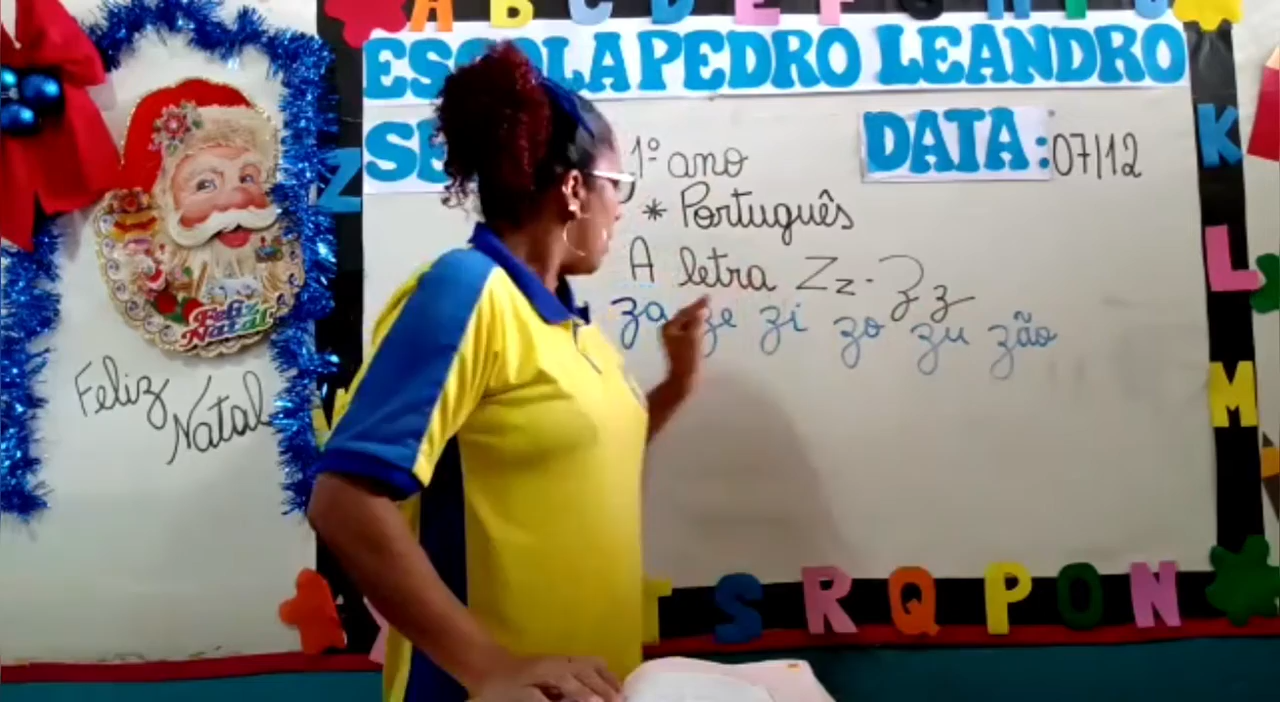 A B C D E F G H I J
ESCOLA PEDRO LEANDRO
SE
1º ano
DATA: 07/12
* Português
A letra Zz - Zz
za ze zi zo zu zão
Feliz
Natal
Feliz
Natal
Z
K
L
M
S R Q P O N